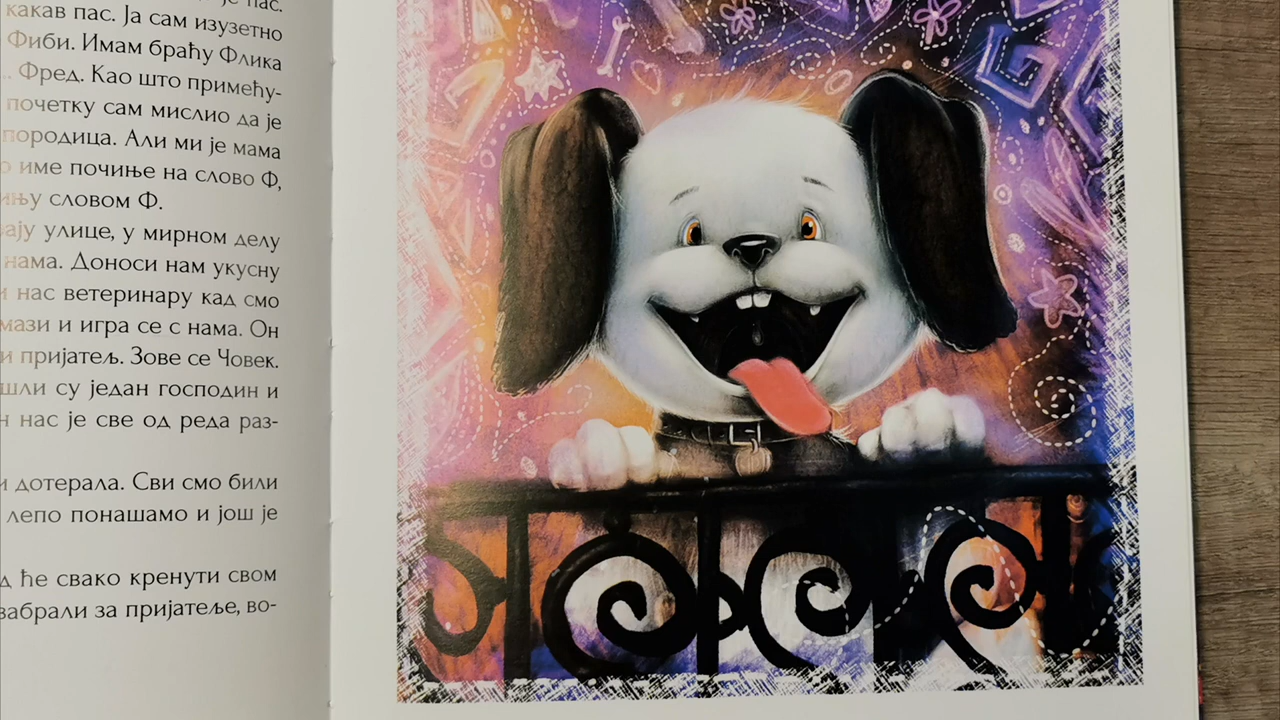 је пас.
какав пас. Ја сам изузетно
Фиби. Имам браћу Флика
... Фред. Као што примећу-
почетку сам мислио да је
породица. Али ми је мама
име почиње на слово Ф,
словом Ф.
улице, у мирном делу
нама. Доноси нам укусну
нас ветеринару кад смо
мази и игра се с нама. Он
и пријатељ. Зове се Човек.
су један господин и
нас је све од реда раз-
и дотерала. Сви смо били
лепо понашамо и још је
ће свако кренути свом
забрали за пријатеље, во-